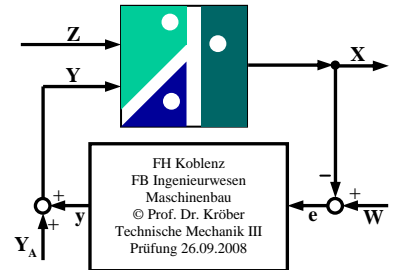 Z
X
Y
FH Koblenz
FB Ingenieurwesen
Maschinenbau
© Prof. Dr. Kröber
Technische Mechanik III
Prüfung 26.09.2008
−
+
+
y
+
e
W
Y_A